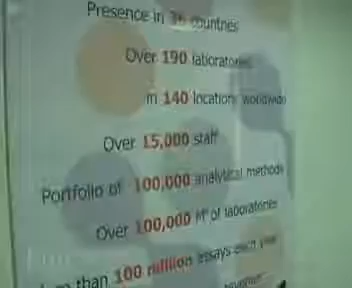 Presence in 36 countries
Over 190 laboratories
in 140 locations worldwide
Over 15,000 staff
Portfolio of 100,000 analytical methods
Over 100,000 M² of laboratories
than 100 million assays each year